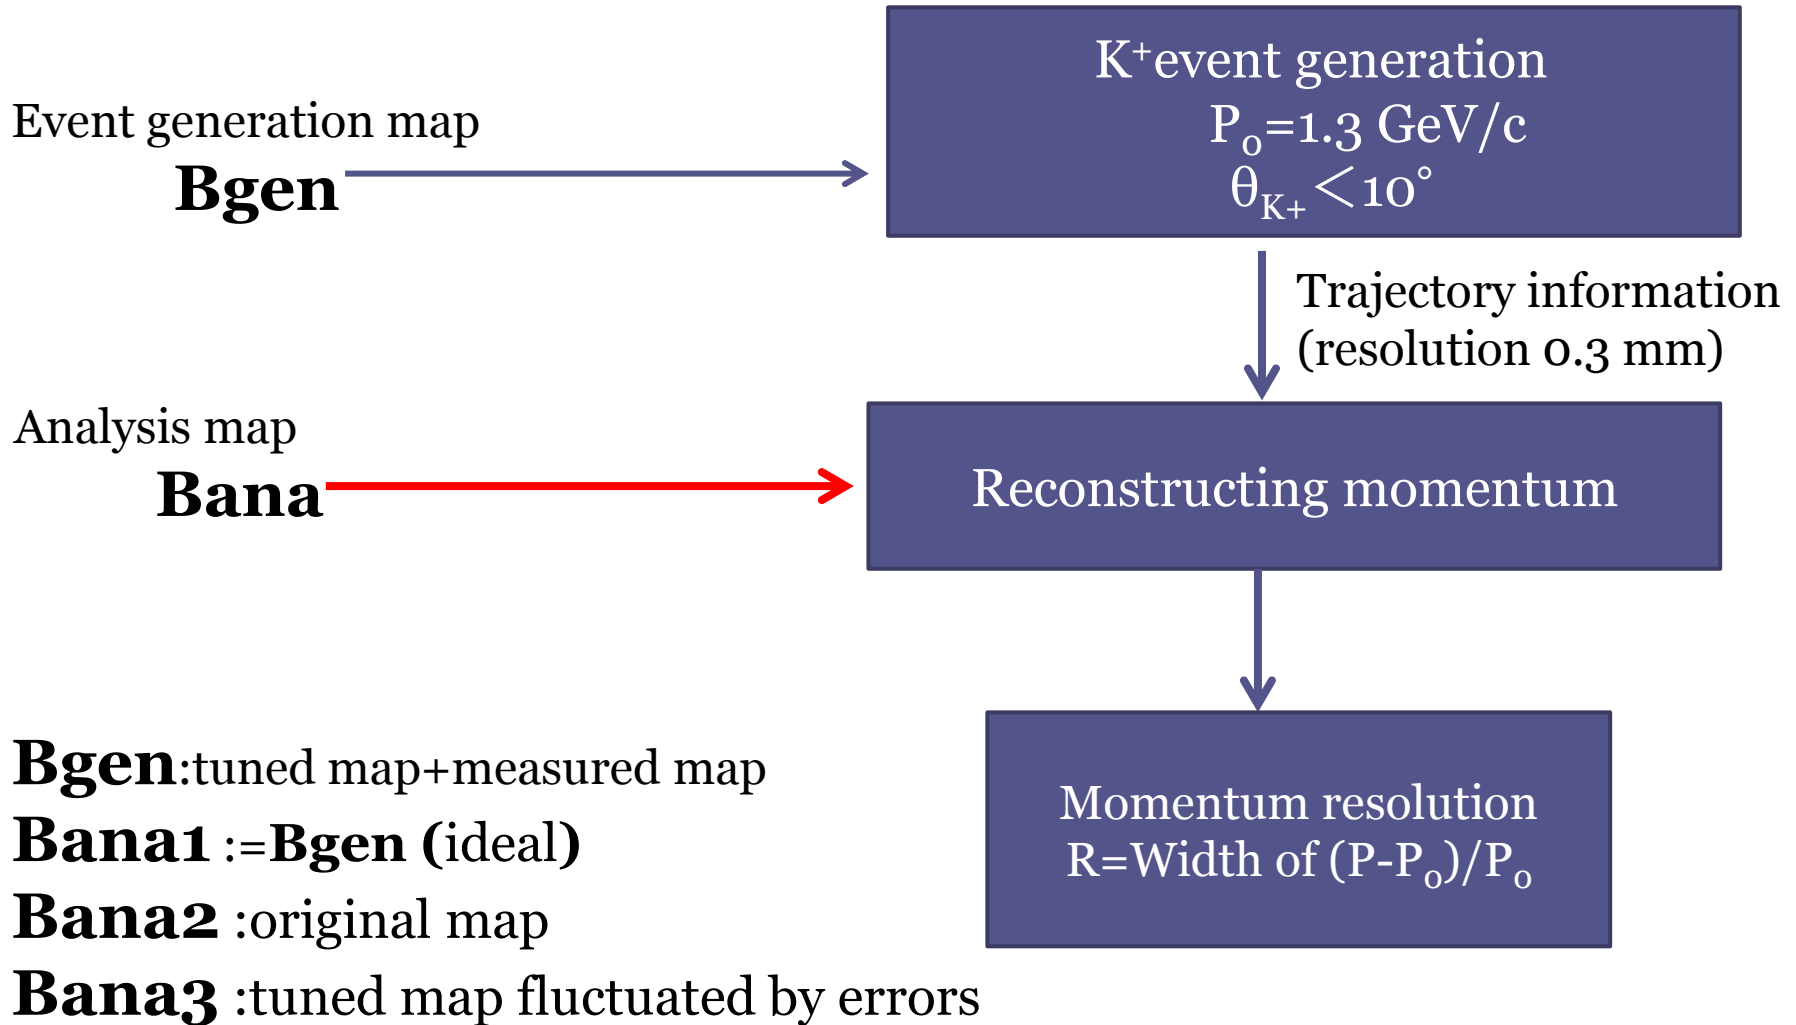 K⁺event generation
P₀=1.3 GeV/c
θ_K+＜10°
Event generation map
Bgen
Trajectory information
(resolution 0.3 mm)
Analysis map
Bana
Reconstructing momentum
Momentum resolution
R=Width of (P-P₀)/P₀
Bgen:tuned map+measured map
Bana1 :=Bgen (ideal)
Bana2 :original map
Bana3 :tuned map fluctuated by errors